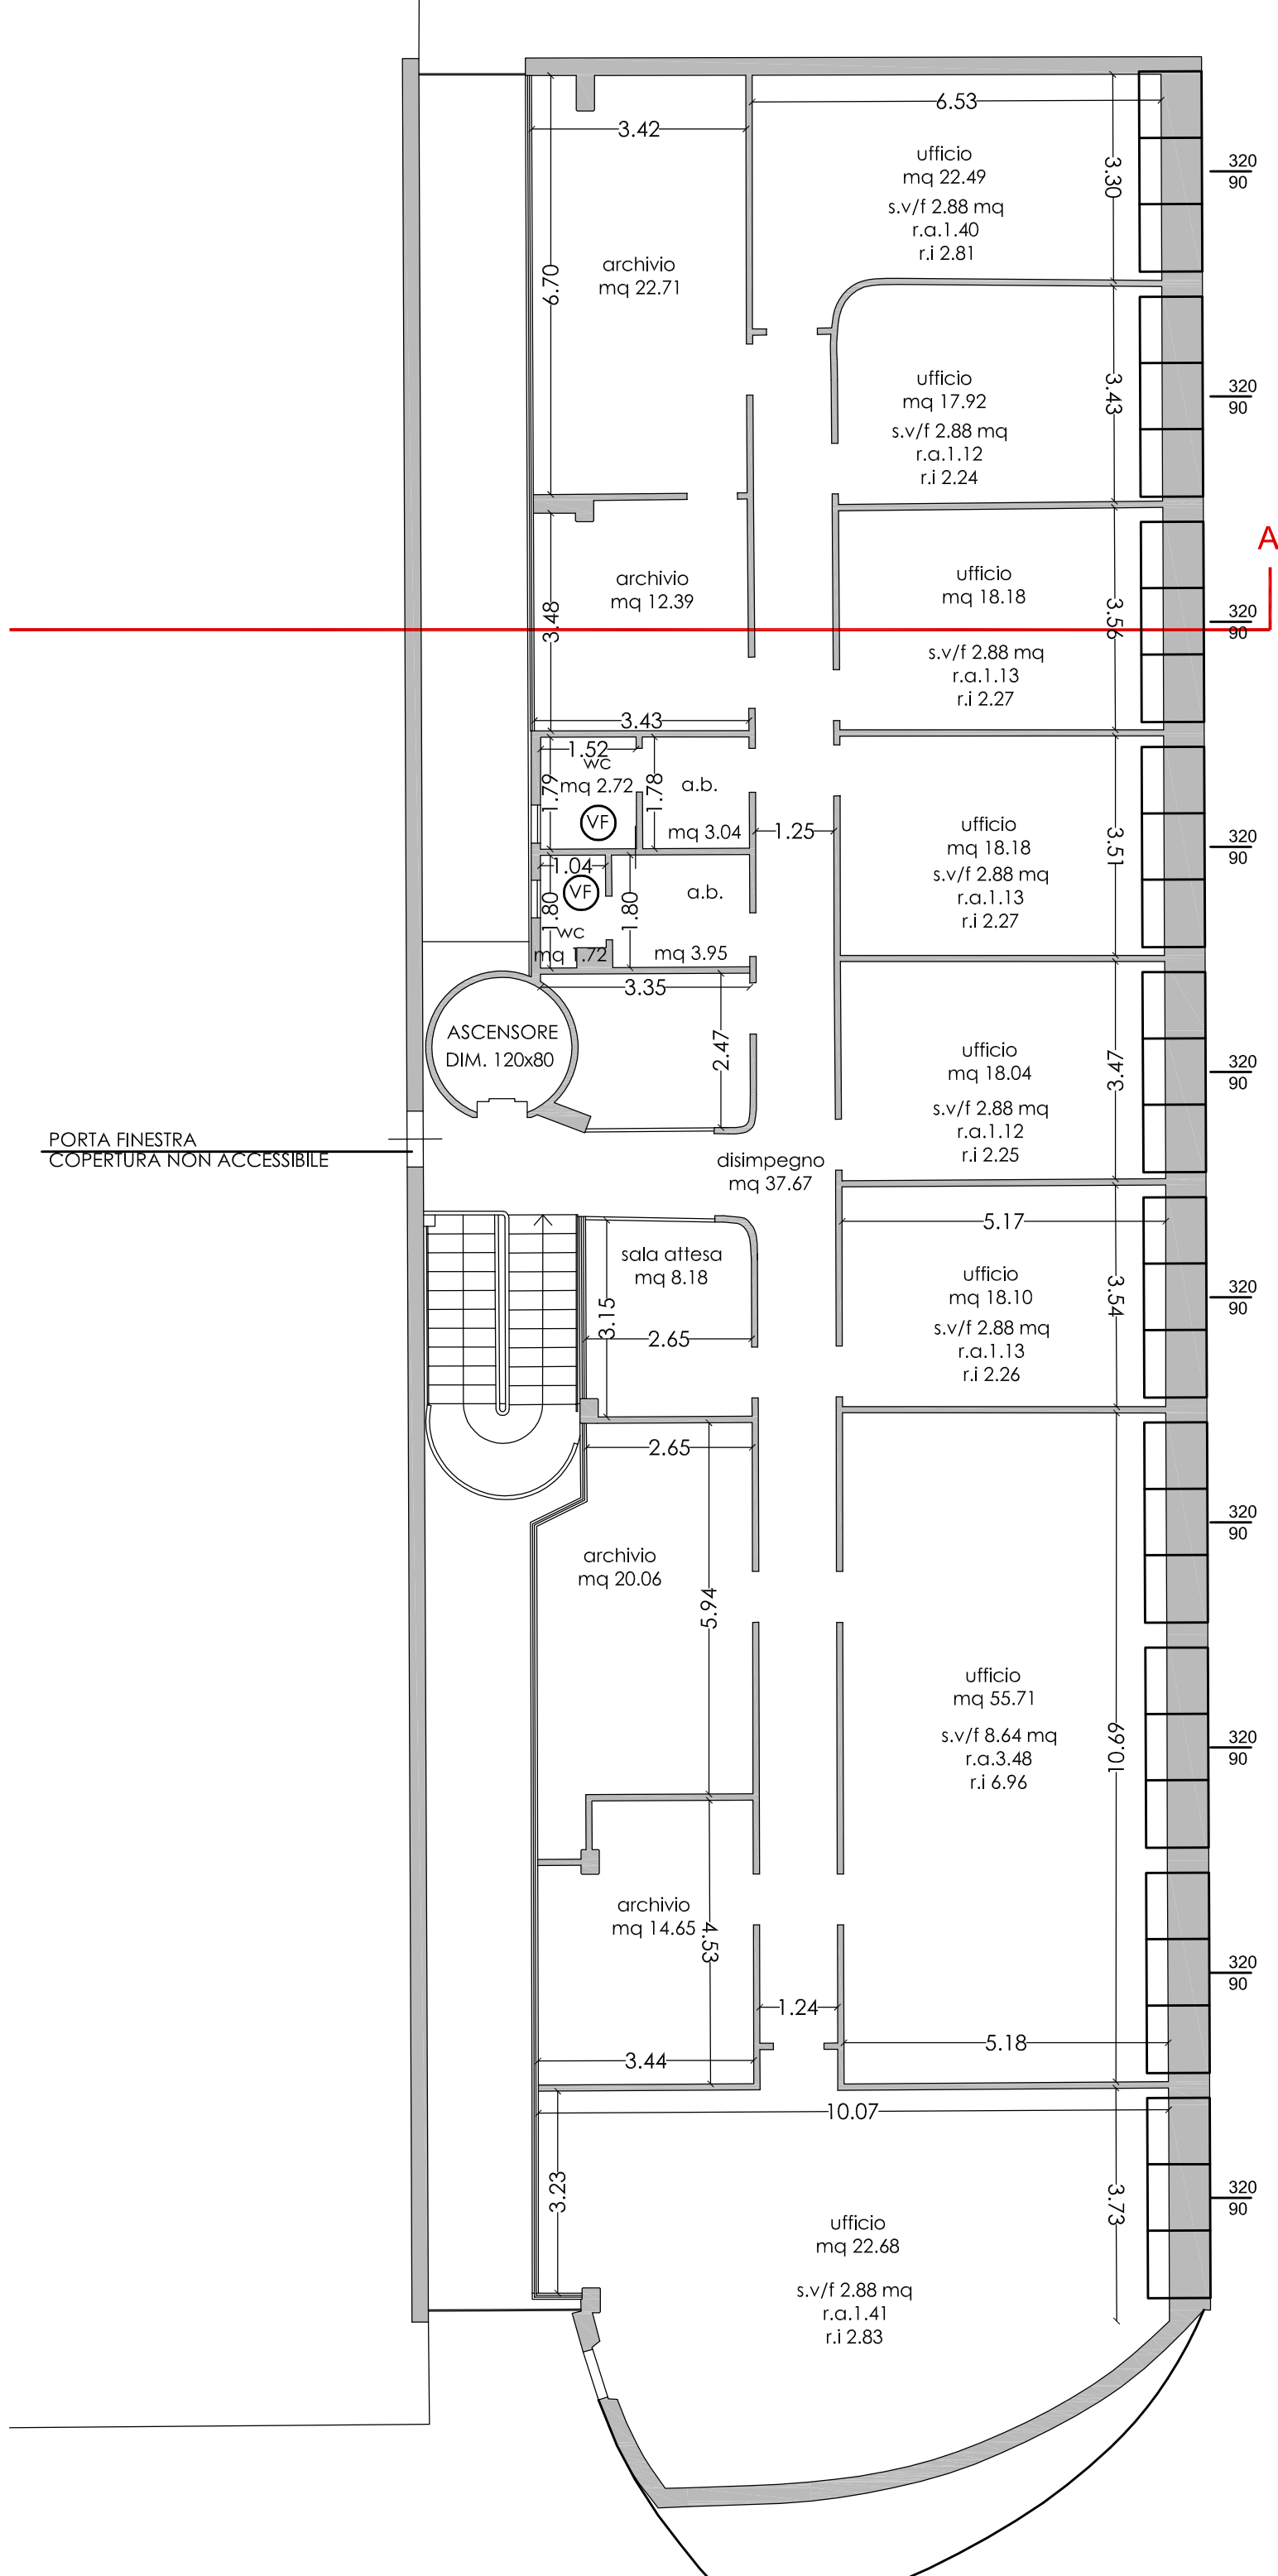 6.53
3.42
ufficio
mq 22.49
s.v/f 2.88 mq
r.a.1.40
r.i 2.81
3.30
320
90
archivio
mq 22.71
6.70
ufficio
mq 17.92
s.v/f 2.88 mq
r.a.1.12
r.i 2.24
3.43
320
90
A
archivio
mq 12.39
3.48
ufficio
mq 18.18
s.v/f 2.88 mq
r.a.1.13
r.i 2.27
3.56
320
90
3.43
1.52
wc
mq 2.72
1.79
VF
1.78
a.b.
mq 3.04
1.25
ufficio
mq 18.18
s.v/f 2.88 mq
r.a.1.13
r.i 2.27
3.51
320
90
1.04
VF
1.80
wc
mq 1.72
1.80
a.b.
mq 3.95
3.35
ASCENSORE
DIM. 120x80
2.47
ufficio
mq 18.04
s.v/f 2.88 mq
r.a.1.12
r.i 2.25
3.47
320
90
PORTA FINESTRA
COPERTURA NON ACCESSIBILE
disimpegno
mq 37.67
5.17
sala attesa
mq 8.18
3.15
2.65
ufficio
mq 18.10
s.v/f 2.88 mq
r.a.1.13
r.i 2.26
3.54
320
90
2.65
archivio
mq 20.06
5.94
320
90
ufficio
mq 55.71
s.v/f 8.64 mq
r.a.3.48
r.i 6.96
10.69
320
90
archivio
mq 14.65
4.53
320
90
1.24
5.18
3.44
10.07
3.23
ufficio
mq 22.68
s.v/f 2.88 mq
r.a.1.41
r.i 2.83
3.73
320
90